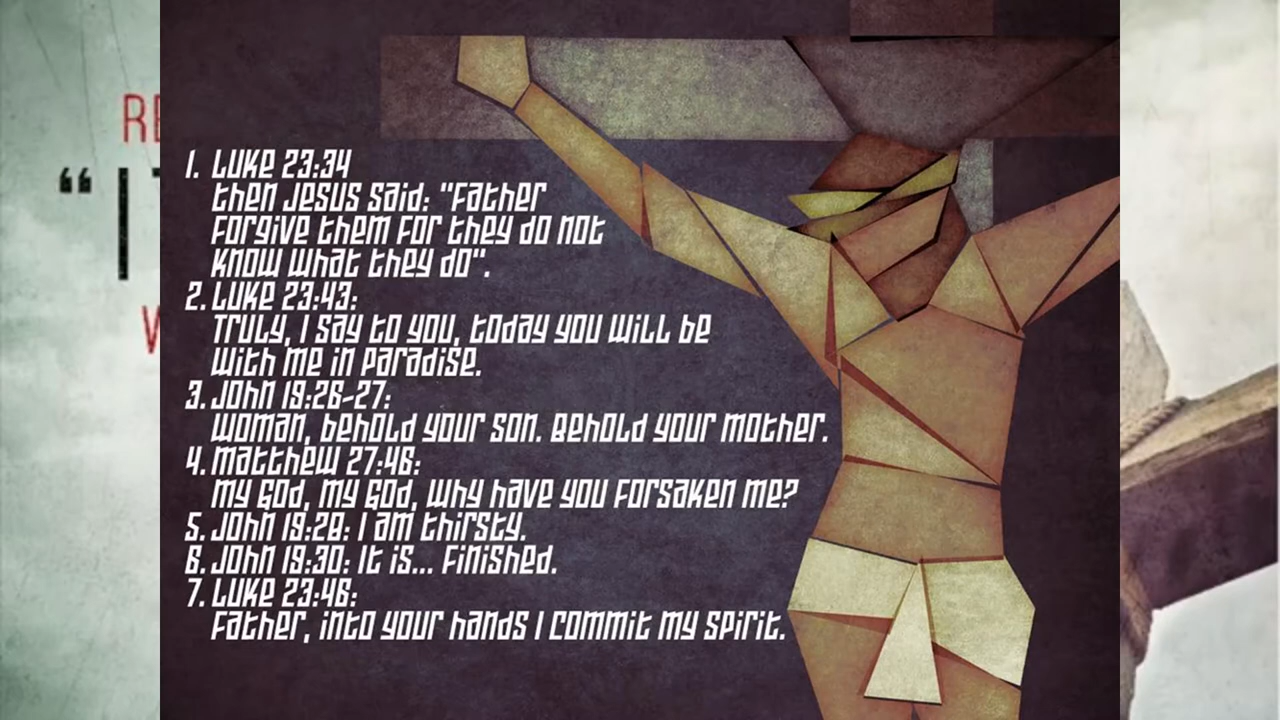 RE
“ I T
W
1. Luke 23:34
then Jesus said: "Father
forgive them for they do not
know what they do".
2. Luke 23:43:
Truly, I say to you, today you will be
with me in paradise.
3. John 19:26-27:
Woman, behold your son. Behold your mother.
4. Matthew 27:46:
My God, my God, why have you forsaken me?
5. John 19:28: I am thirsty.
6. John 19:30: It is... finished.
7. Luke 23:46:
Father, into your hands I commit my spirit.